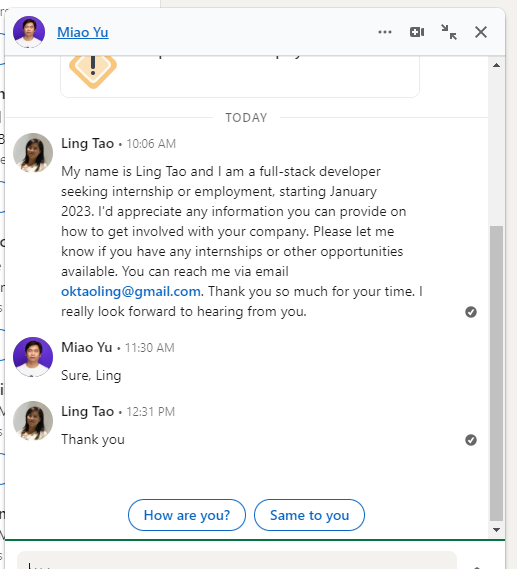 Miao Yu
TODAY
Ling Tao • 10:06 AM
My name is Ling Tao and I am a full-stack developer
seeking internship or employment, starting January
2023. I'd appreciate any information you can provide on
how to get involved with your company. Please let me
know if you have any internships or other opportunities
available. You can reach me via email
oktaoling@gmail.com. Thank you so much for your time. I
really look forward to hearing from you.
Miao Yu • 11:30 AM
Sure, Ling
Ling Tao • 12:31 PM
Thank you
How are you? Same to you